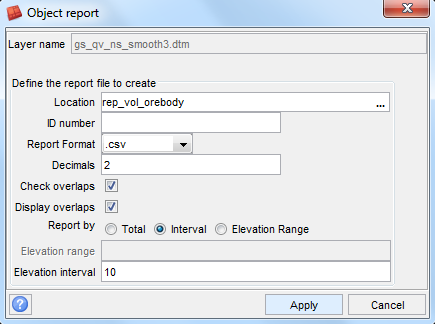 Object report
Layer name gs_qv_ns_smooth3.dtm
Define the report file to create
Location rep_vol_orebody ...
ID number
Report Format .csv
Decimals 2
Check overlaps
Display overlaps
Report by Total Interval Elevation Range
Elevation range
Elevation interval 10
? Apply Cancel